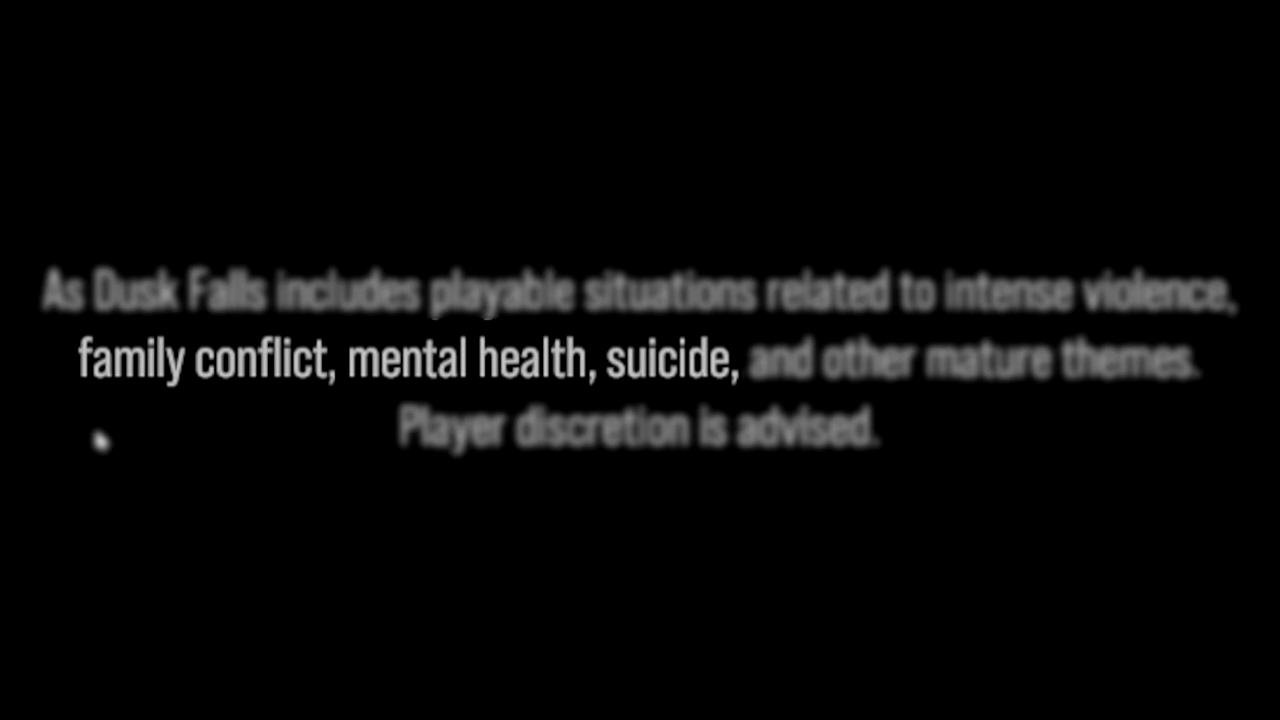 As Dusk Falls includes playable situations related to intense violence,
family conflict, mental health, suicide, and other mature themes.
Player discretion is advised.